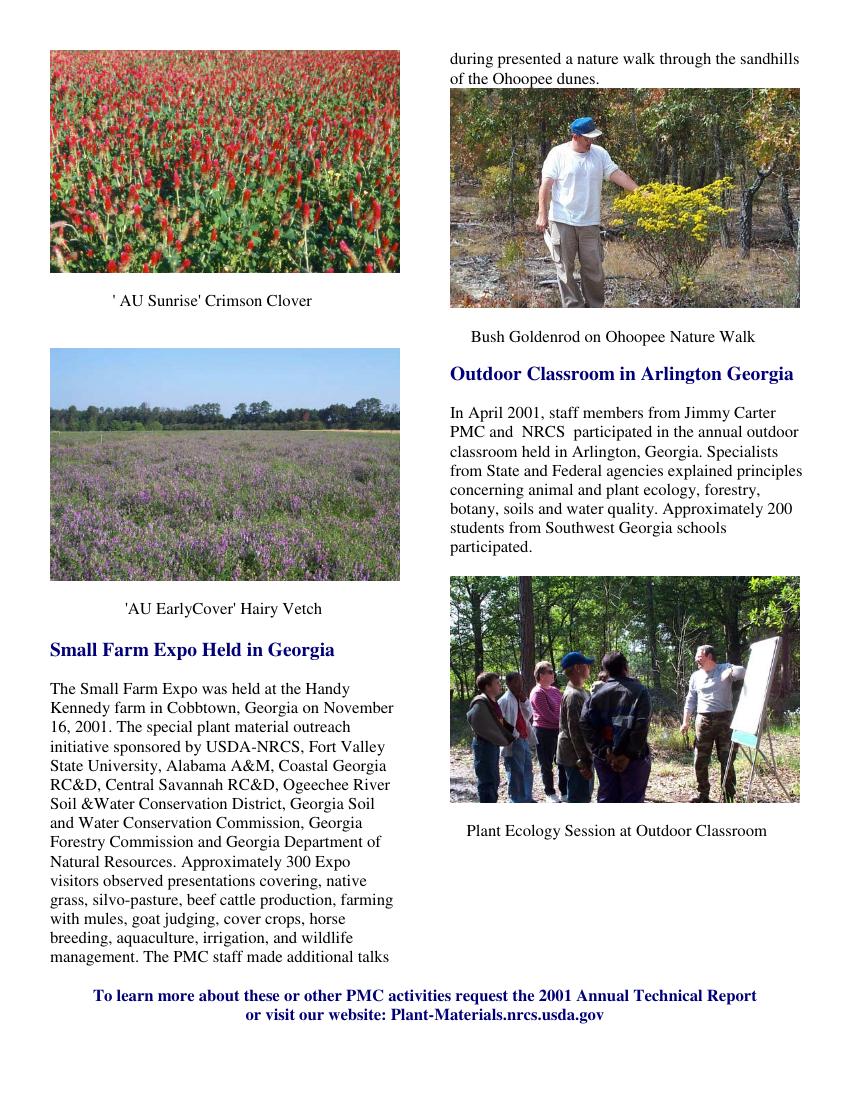 ' AU Sunrise' Crimson Clover
'AU EarlyCover' Hairy Vetch
Small Farm Expo Held in Georgia
The Small Farm Expo was held at the Handy
Kennedy farm in Cobbtown, Georgia on November
16, 2001. The special plant material outreach
initiative sponsored by USDA-NRCS, Fort Valley
State University, Alabama A&M, Coastal Georgia
RC&D, Central Savannah RC&D, Ogeechee River
Soil &Water Conservation District, Georgia Soil
and Water Conservation Commission, Georgia
Forestry Commission and Georgia Department of
Natural Resources. Approximately 300 Expo
visitors observed presentations covering, native
grass, silvo-pasture, beef cattle production, farming
with mules, goat judging, cover crops, horse
breeding, aquaculture, irrigation, and wildlife
management. The PMC staff made additional talks
during presented a nature walk through the sandhills
of the Ohoopee dunes.
Bush Goldenrod on Ohoopee Nature Walk
Outdoor Classroom in Arlington Georgia
In April 2001, staff members from Jimmy Carter
PMC and  NRCS  participated in the annual outdoor
classroom held in Arlington, Georgia. Specialists
from State and Federal agencies explained principles
concerning animal and plant ecology, forestry,
botany, soils and water quality. Approximately 200
students from Southwest Georgia schools
participated.
Plant Ecology Session at Outdoor Classroom
To learn more about these or other PMC activities request the 2001 Annual Technical Report
or visit our website: Plant-Materials.nrcs.usda.gov